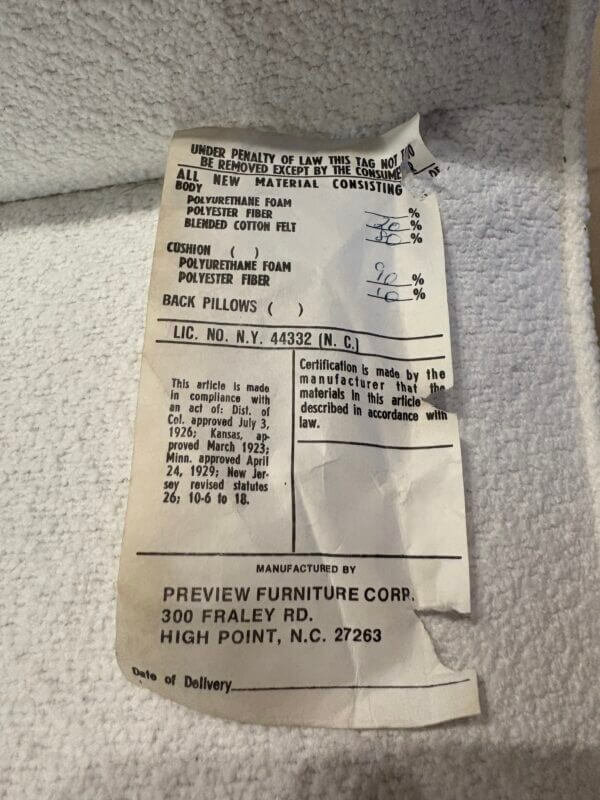 UNDER PENALTY OF LAW THIS TAG NOT TO
BE REMOVED EXCEPT BY THE CONSUME
ALL NEW MATERIAL CONSISTING
BODY
POLYURETHANE FOAM %
POLYESTER FIBER 20 %
BLENDED COTTON FELT 80 %
CUSHION ( )
POLYURETHANE FOAM 90 %
POLYESTER FIBER 10 %
BACK PILLOWS ( )
LIC. NO. N.Y. 44332 (N. C.)
This article is made
in compliance with
an act of: Dist. of
Col. approved July 3,
1926; Kansas, ap-
proved March 1923;
Minn. approved April
24, 1929; New Jer-
sey revised statutes
26; 10-6 to 18.
Certification is made by the
manufacturer that the
materials in this article
described in accordance with
law.
MANUFACTURED BY
PREVIEW FURNITURE CORP.
300 FRALEY RD.
HIGH POINT, N.C. 27263
Date of Delivery